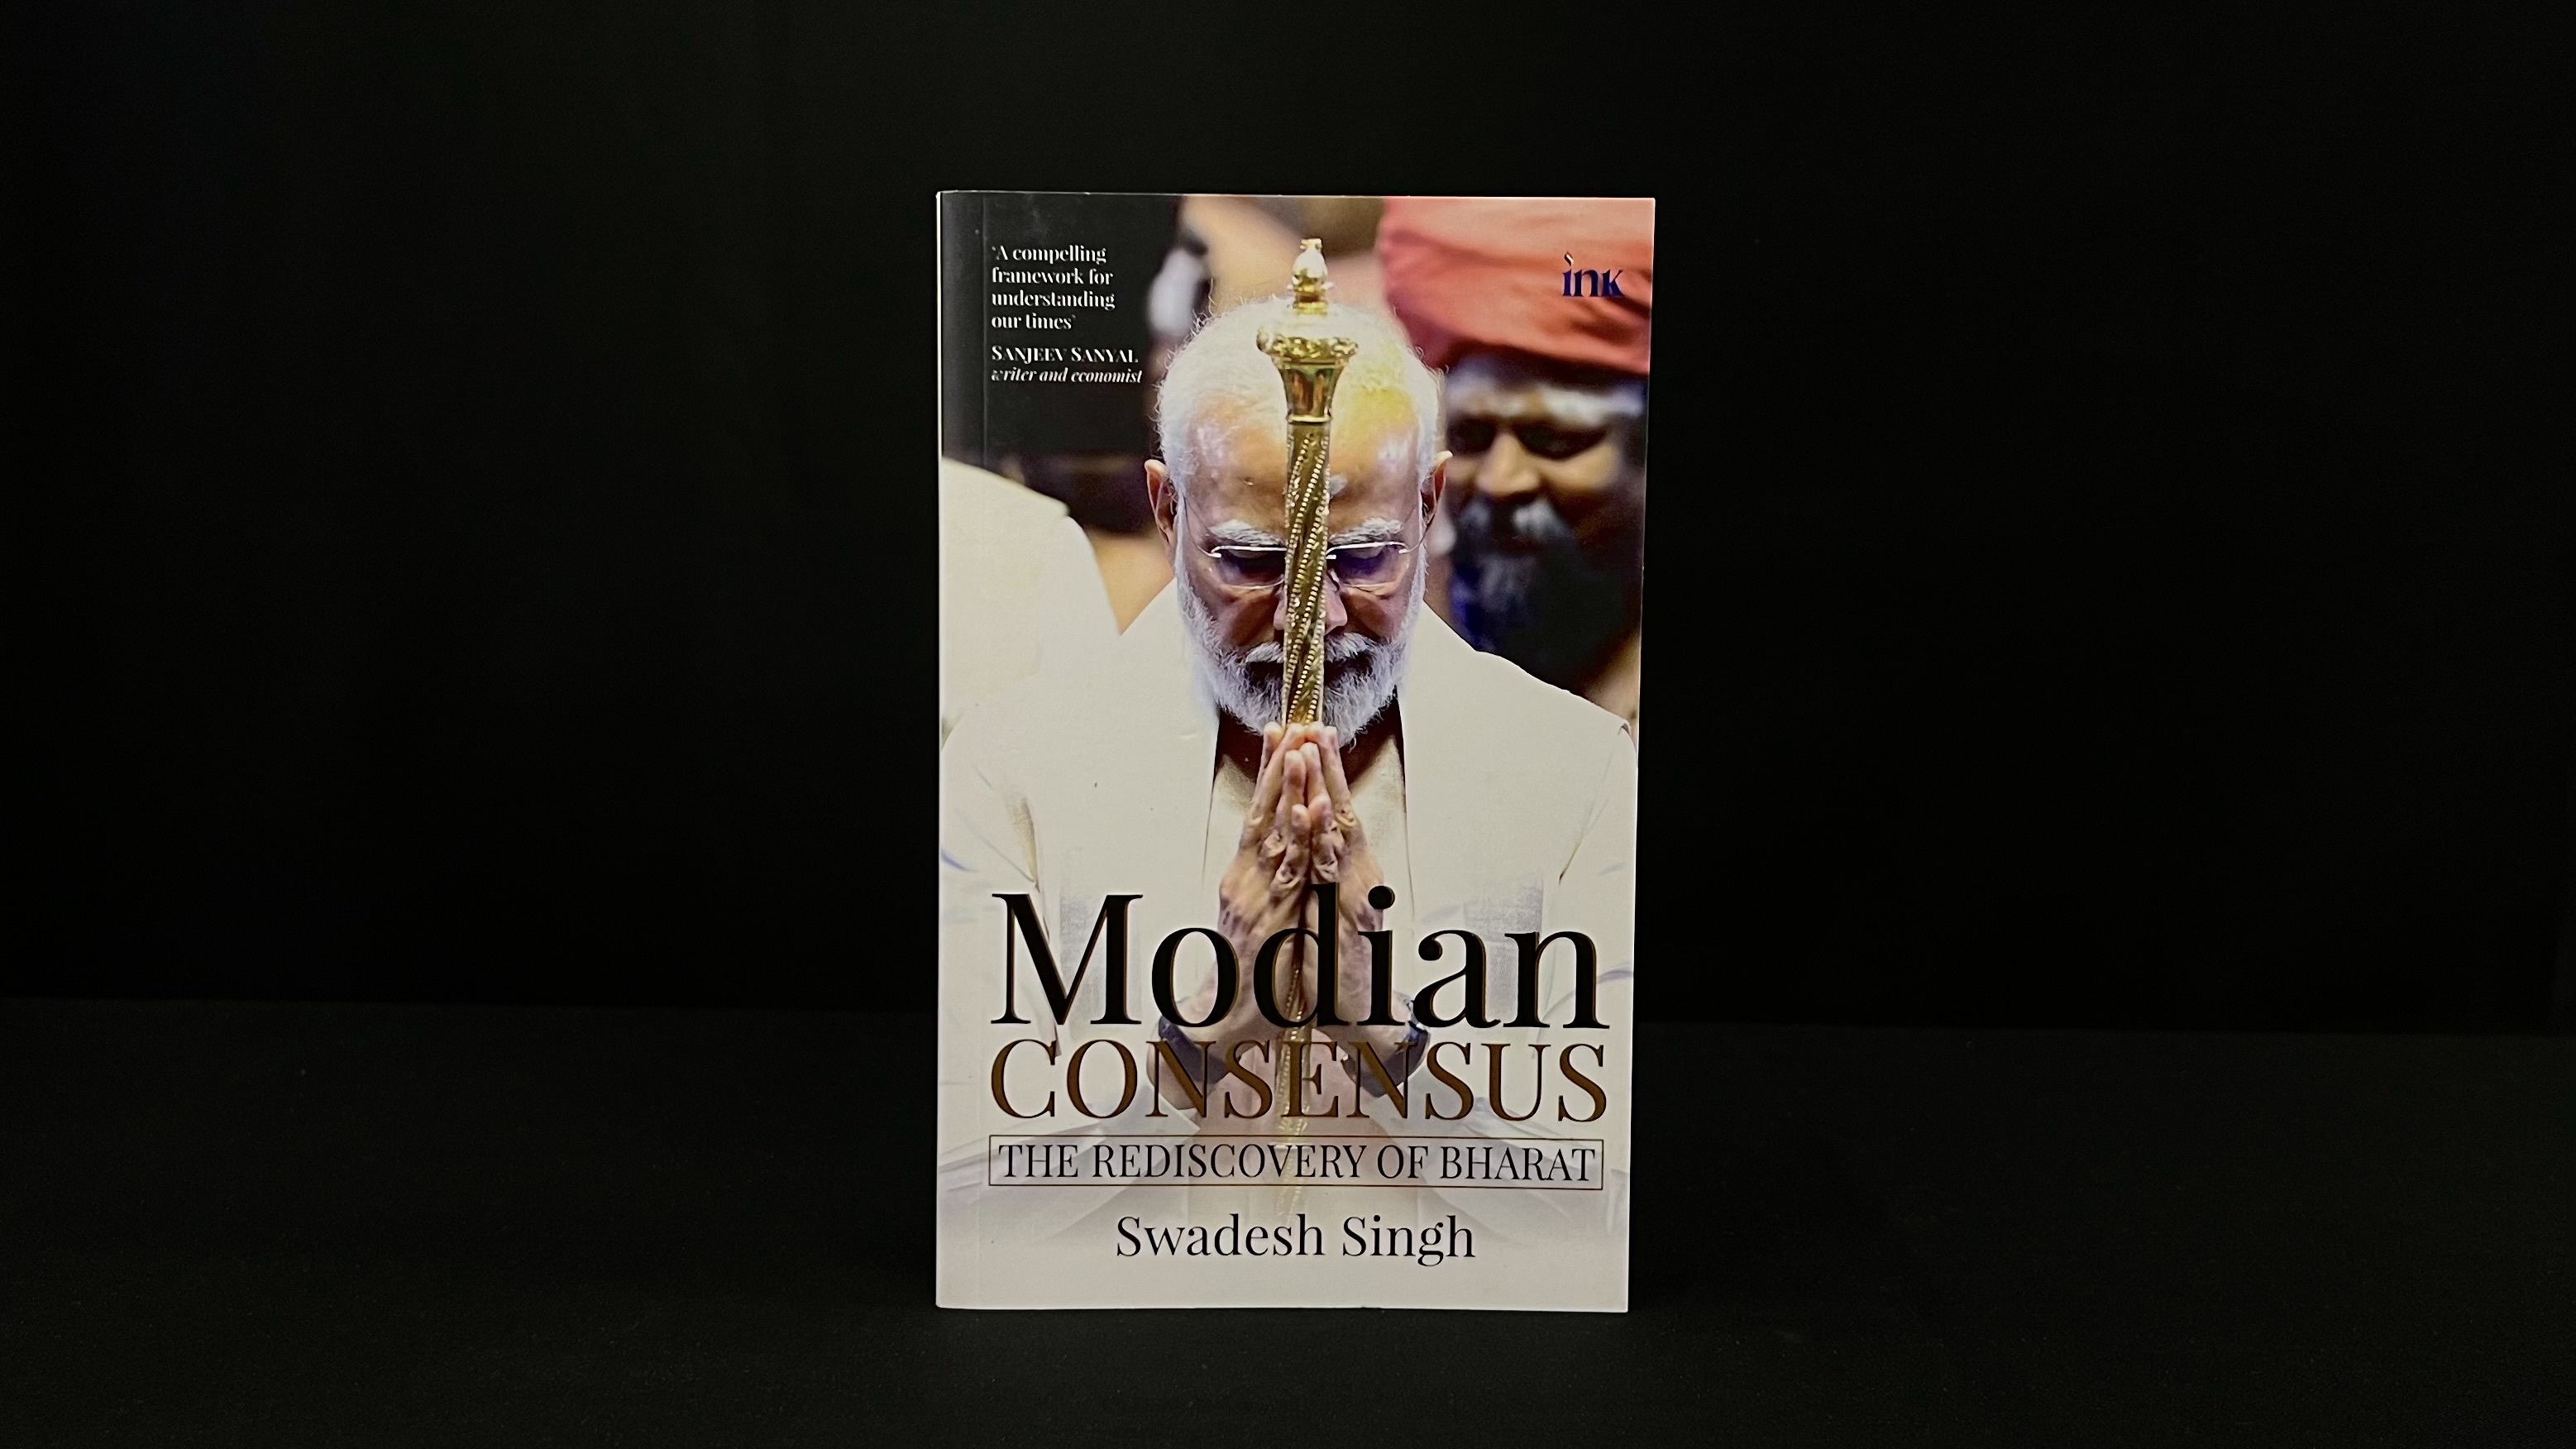 ‘A compelling
framework for
understanding
our times’
SANJEEV SANYAL
writer and economist
ink
Modian
CONSENSUS
THE REDISCOVERY OF BHARAT
Swadesh Singh